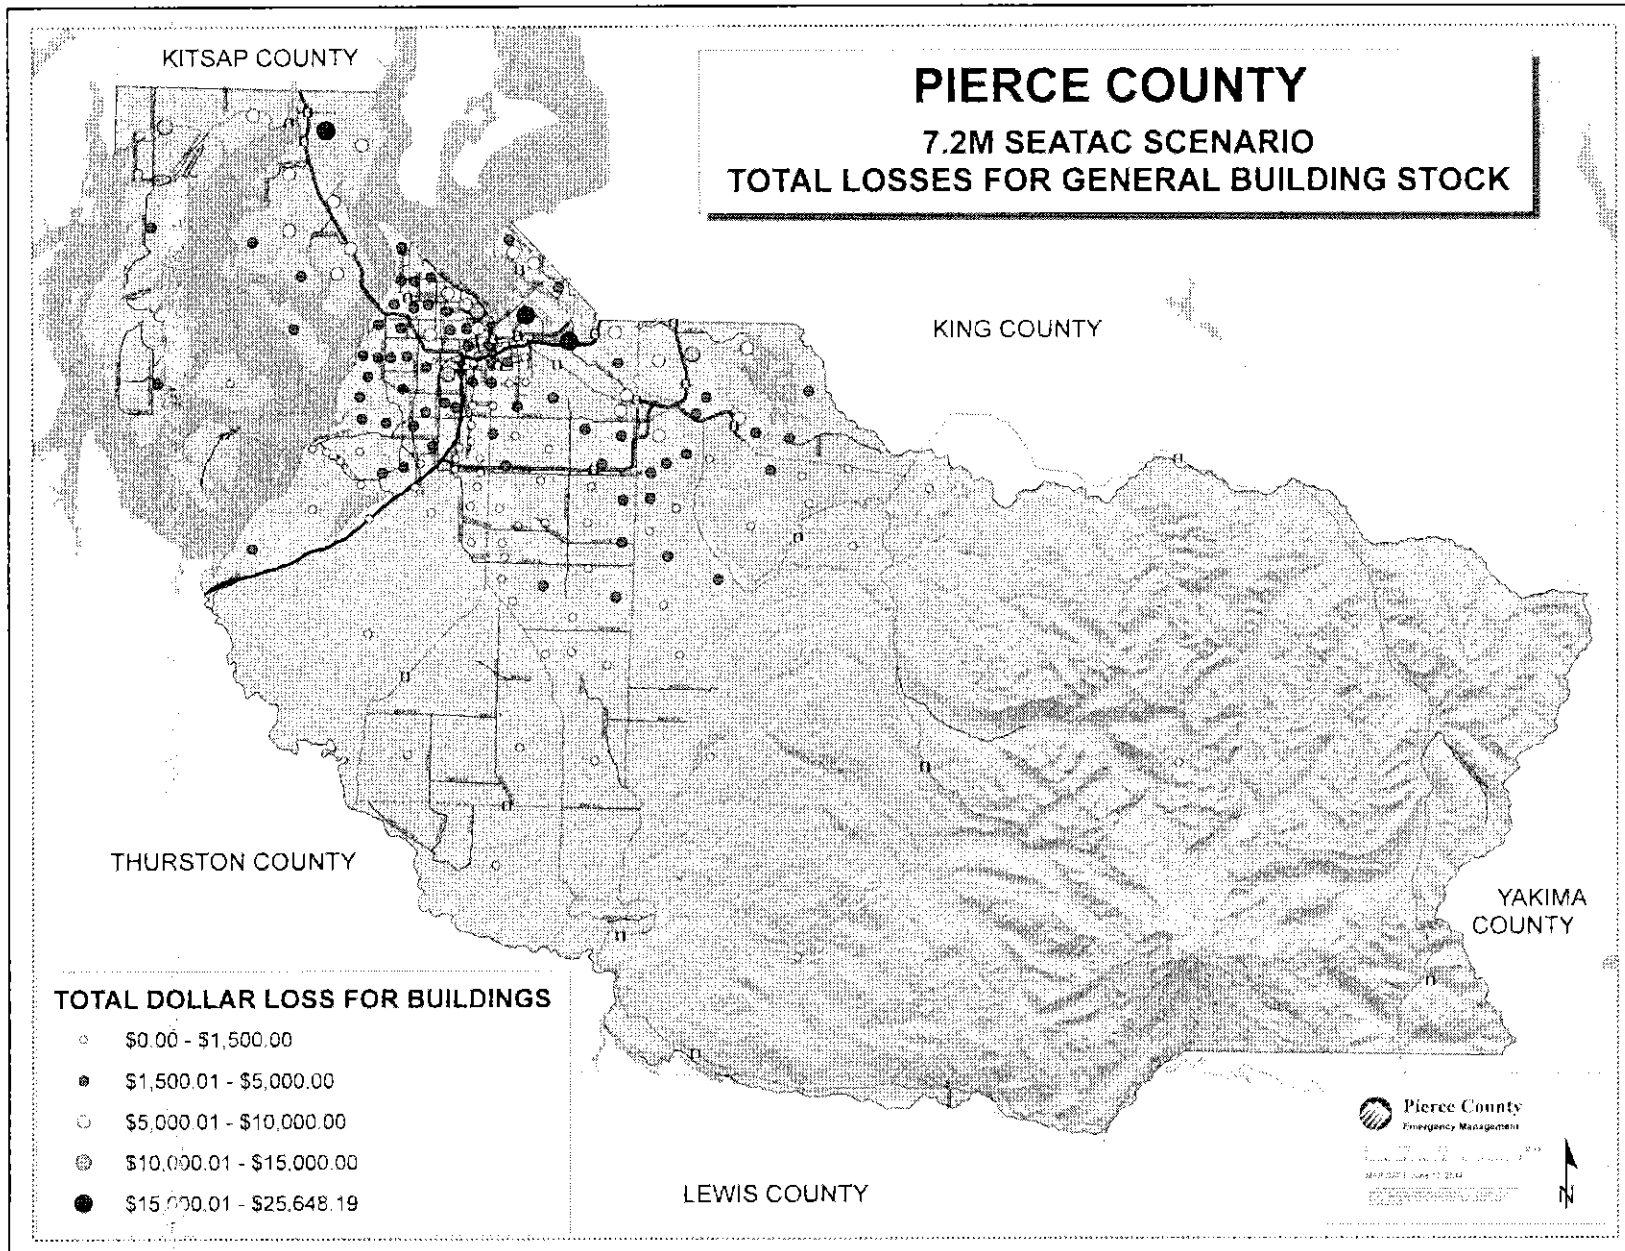 KITSAP COUNTY
PIERCE COUNTY
7.2M SEATAC SCENARIO
TOTAL LOSSES FOR GENERAL BUILDING STOCK
KING COUNTY
THURSTON COUNTY
YAKIMA
COUNTY
LEWIS COUNTY
TOTAL DOLLAR LOSS FOR BUILDINGS
$0.00 - $1,500.00
$1,500.01 - $5,000.00
$5,000.01 - $10,000.00
$10,000.01 - $15,000.00
$15,000.01 - $25,648.19
Pierce County
Emergency Management
N